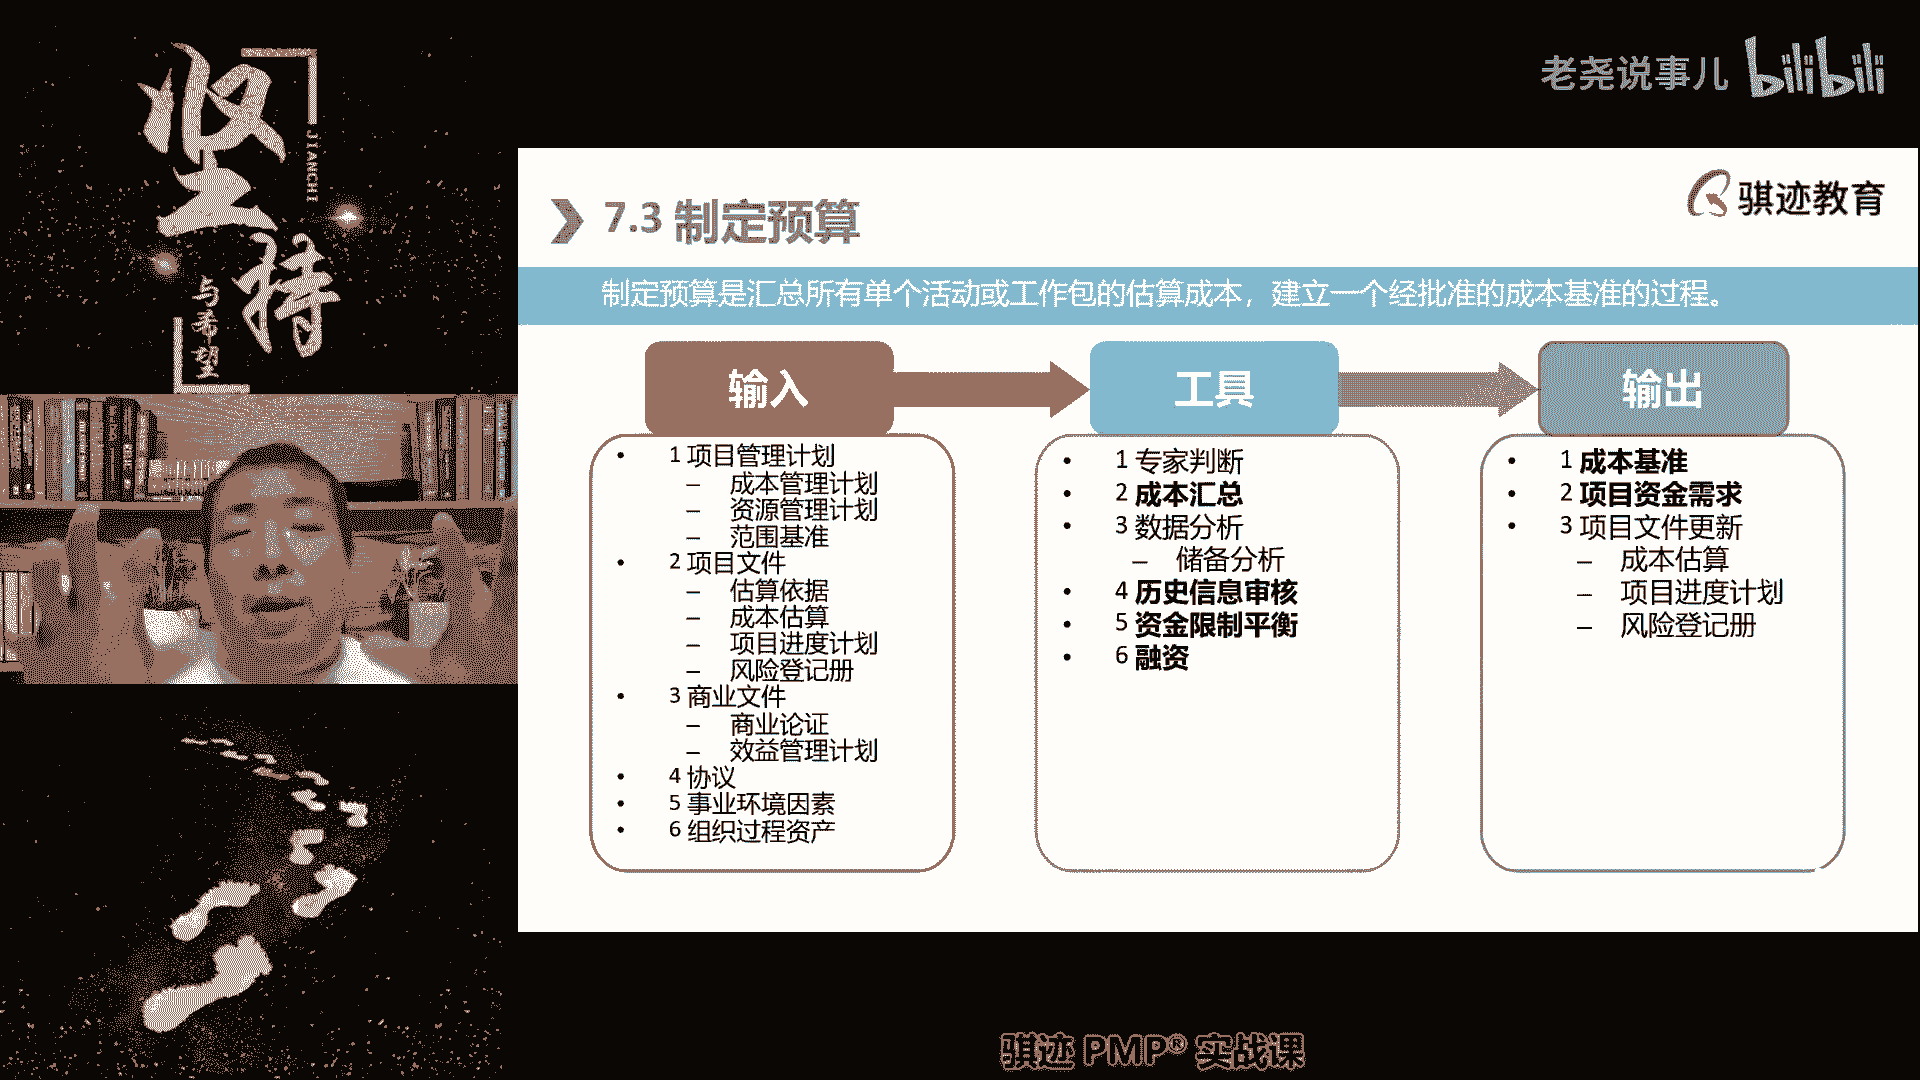 坚持
JIANCHI
与希望
老尧说事儿 bilibili
骐迹教育
7.3 制定预算
制定预算是汇总所有单个活动或工作包的估算成本，建立一个经批准的成本基准的过程。
输入
• 1 项目管理计划
– 成本管理计划
– 资源管理计划
– 范围基准
• 2 项目文件
– 估算依据
– 成本估算
– 项目进度计划
– 风险登记册
• 3 商业文件
– 商业论证
– 效益管理计划
• 4 协议
• 5 事业环境因素
• 6 组织过程资产
工具
• 1 专家判断
• 2 成本汇总
• 3 数据分析
– 储备分析
• 4 历史信息审核
• 5 资金限制平衡
• 6 融资
输出
• 1 成本基准
• 2 项目资金需求
• 3 项目文件更新
– 成本估算
– 项目进度计划
– 风险登记册
骐迹 PMP® 实战课